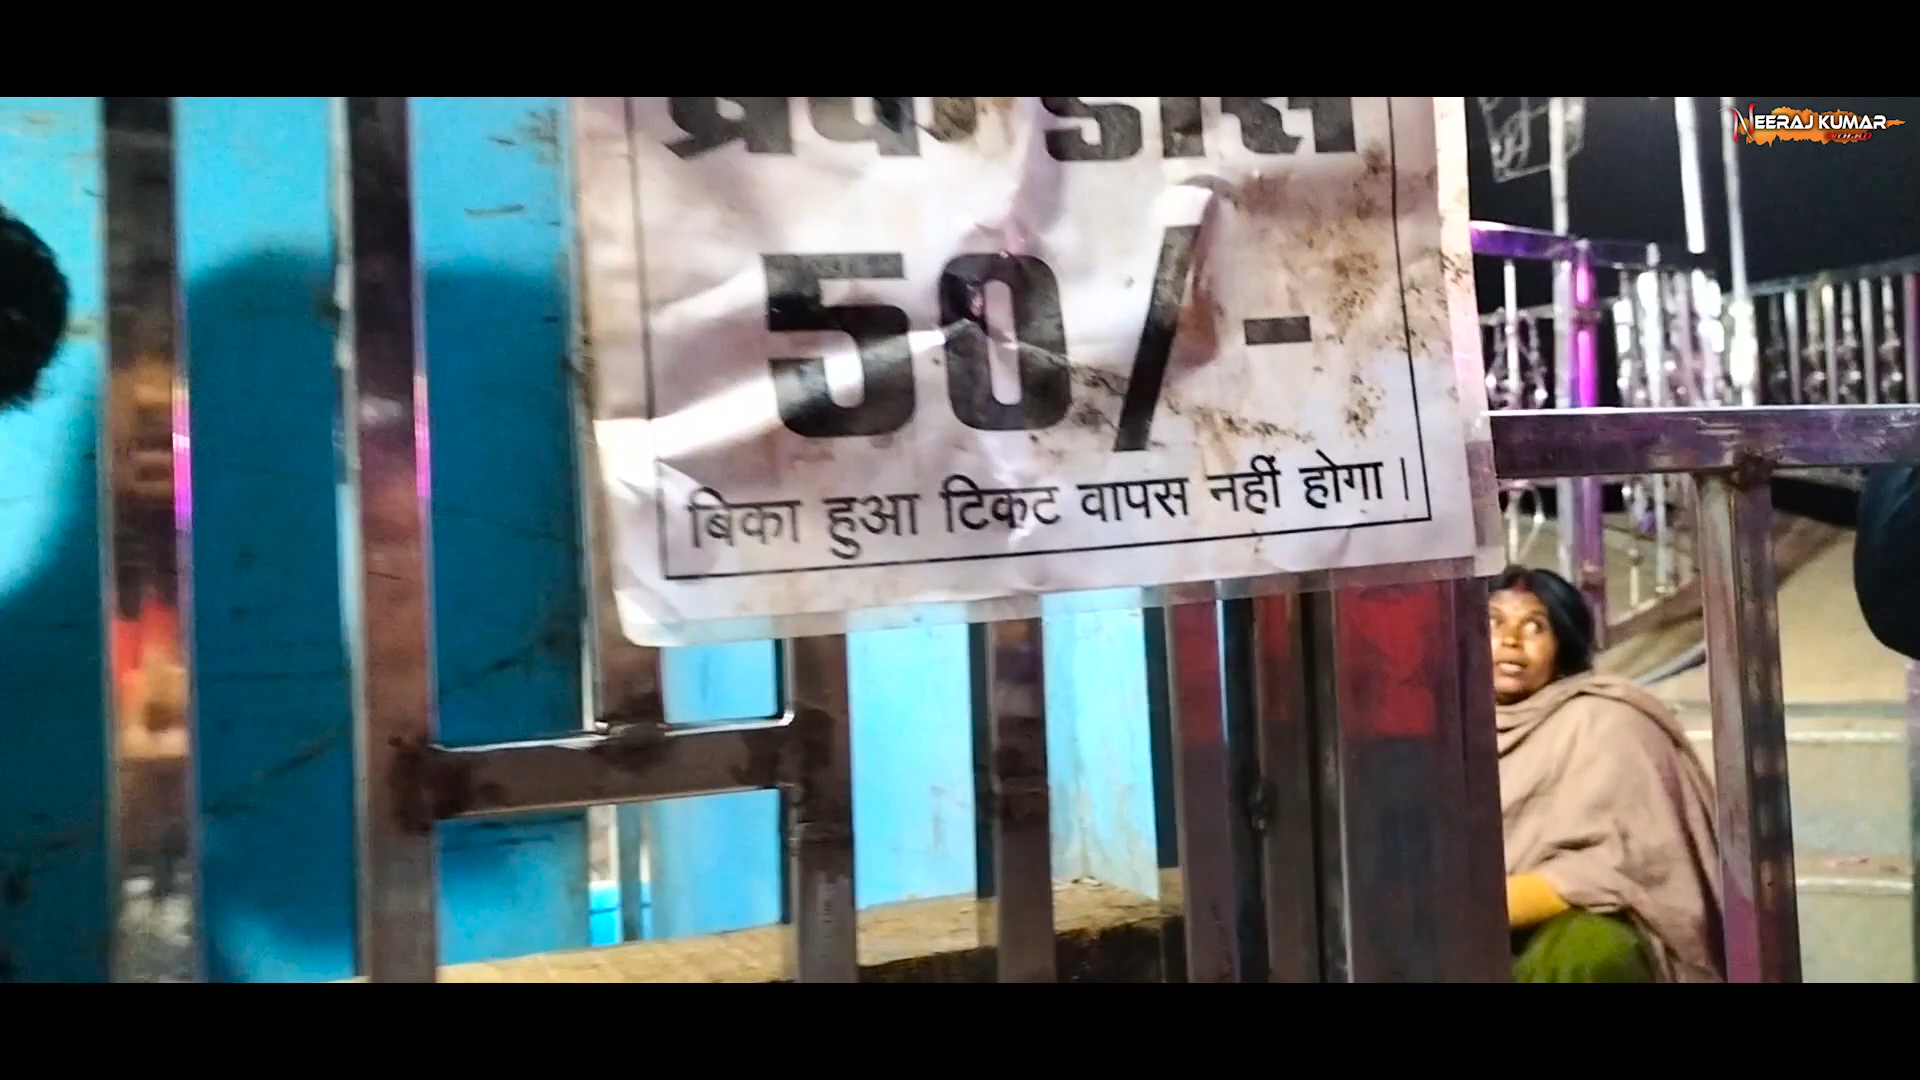 50/-
बिका हुआ टिकट वापस नहीं होगा।
NEERAJ KUMAR